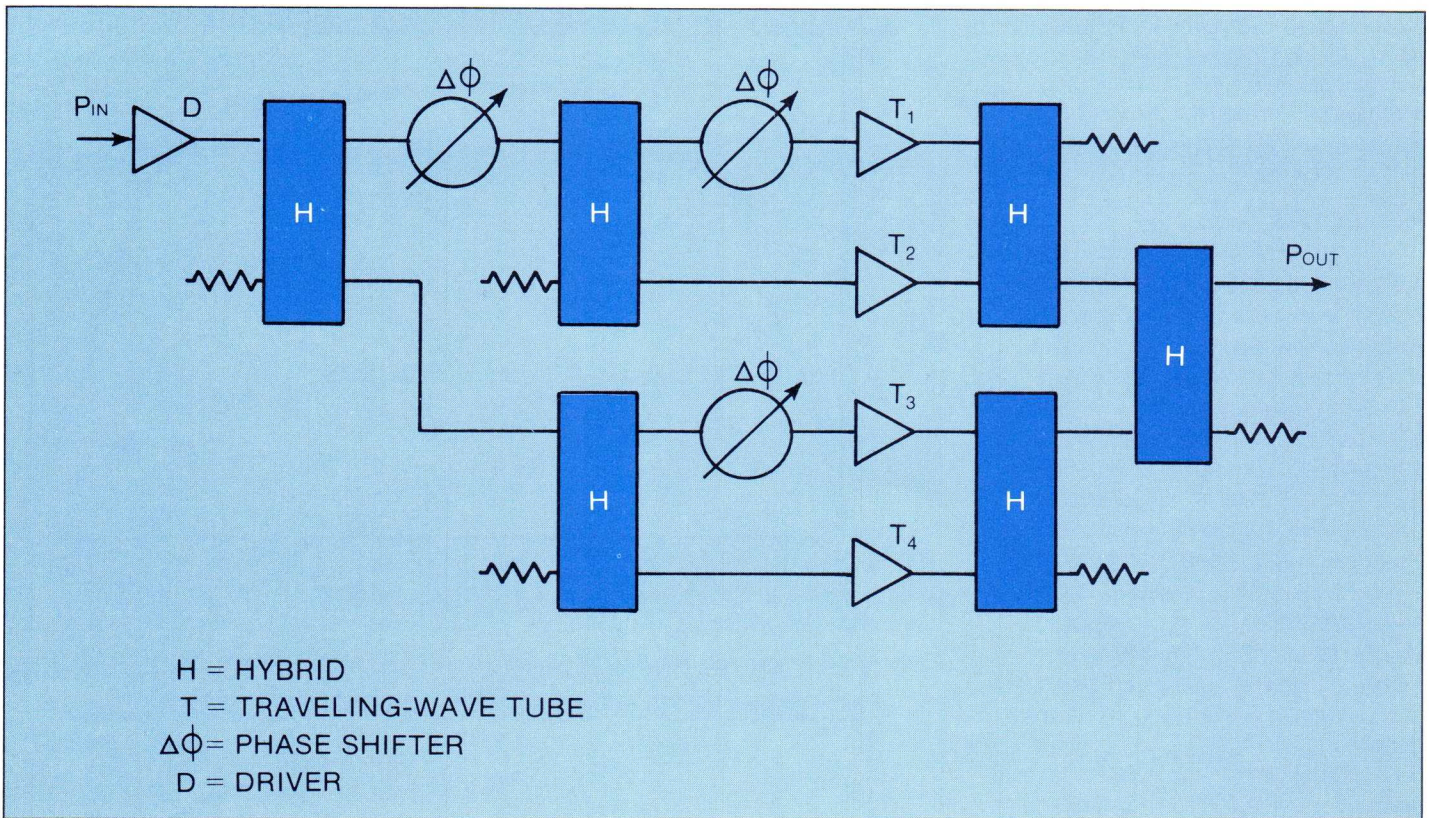 PIN
D
Δϕ
Δϕ
T1
H
H
H
T2
POUT
H
Δϕ
T3
H
H
T4
H = HYBRID
T = TRAVELING-WAVE TUBE
Δϕ= PHASE SHIFTER
D = DRIVER